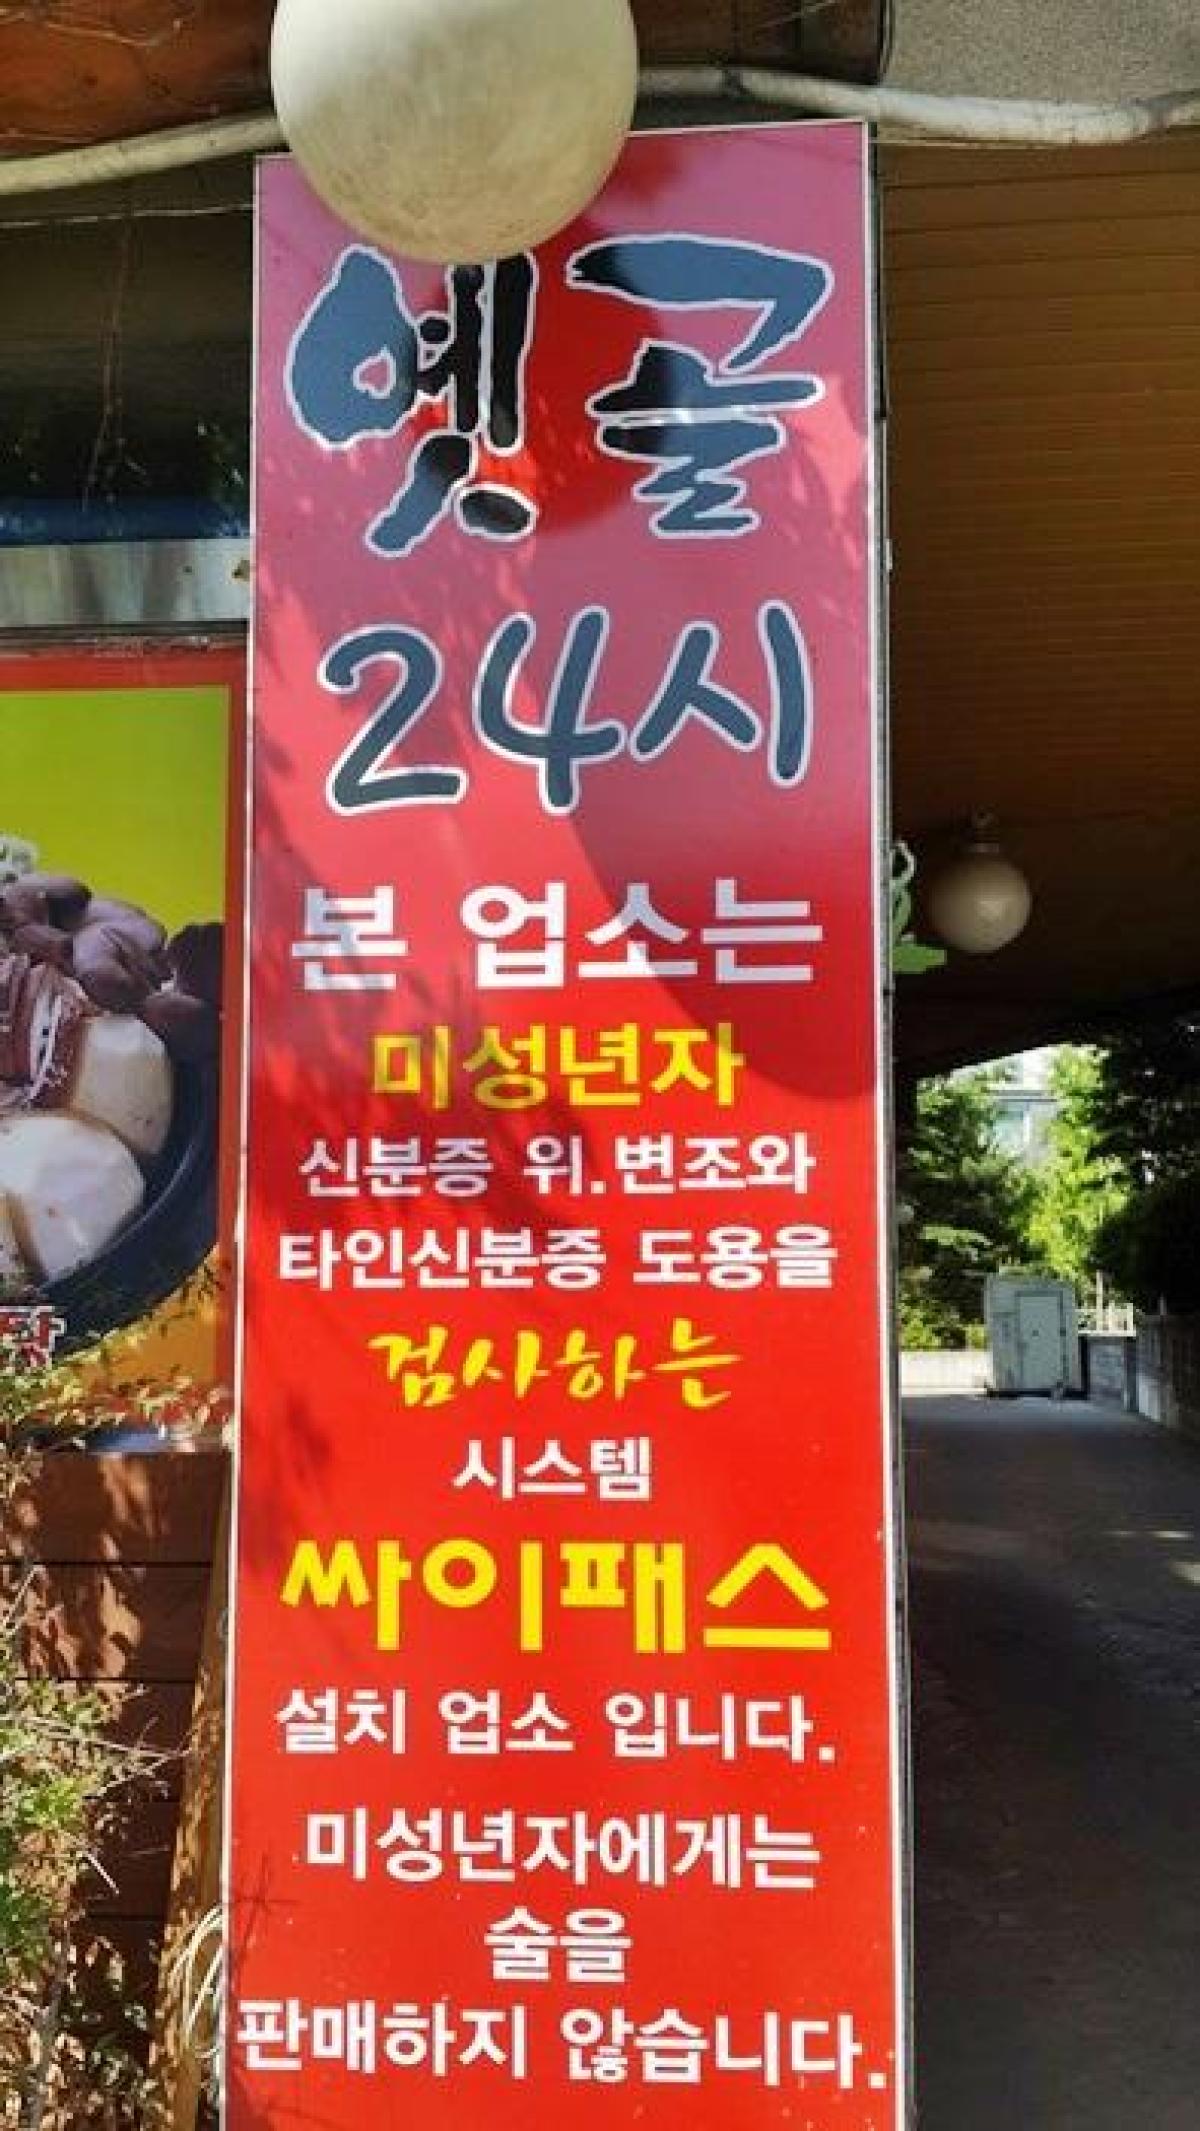 옛골
24시
본 업소는
미성년자
신분증 위.변조와
타인신분증 도용을
검사하는
시스템
싸이패스
설치 업소 입니다.
미성년자에게는
술을
판매하지 않습니다.